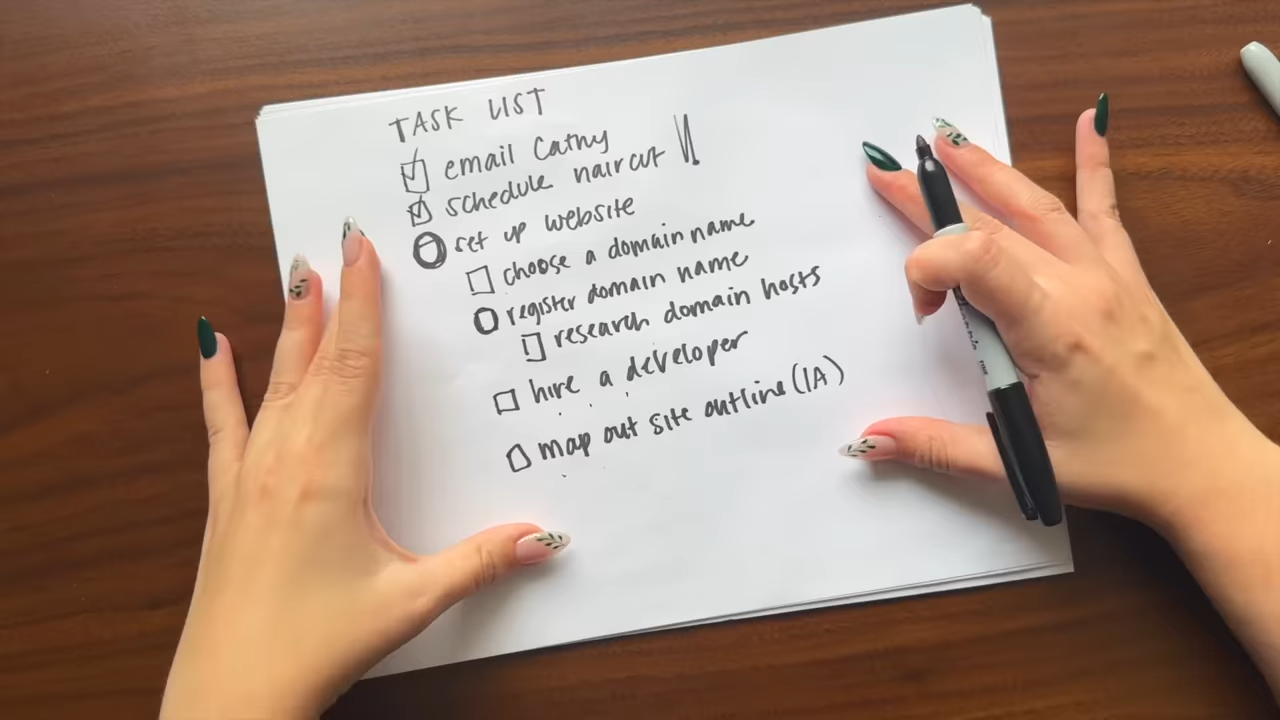 TASK LIST
email Cathy
schedule haircut
set up website
choose a domain name
register domain name
research domain hosts
hire a developer
map out site outline (IA)